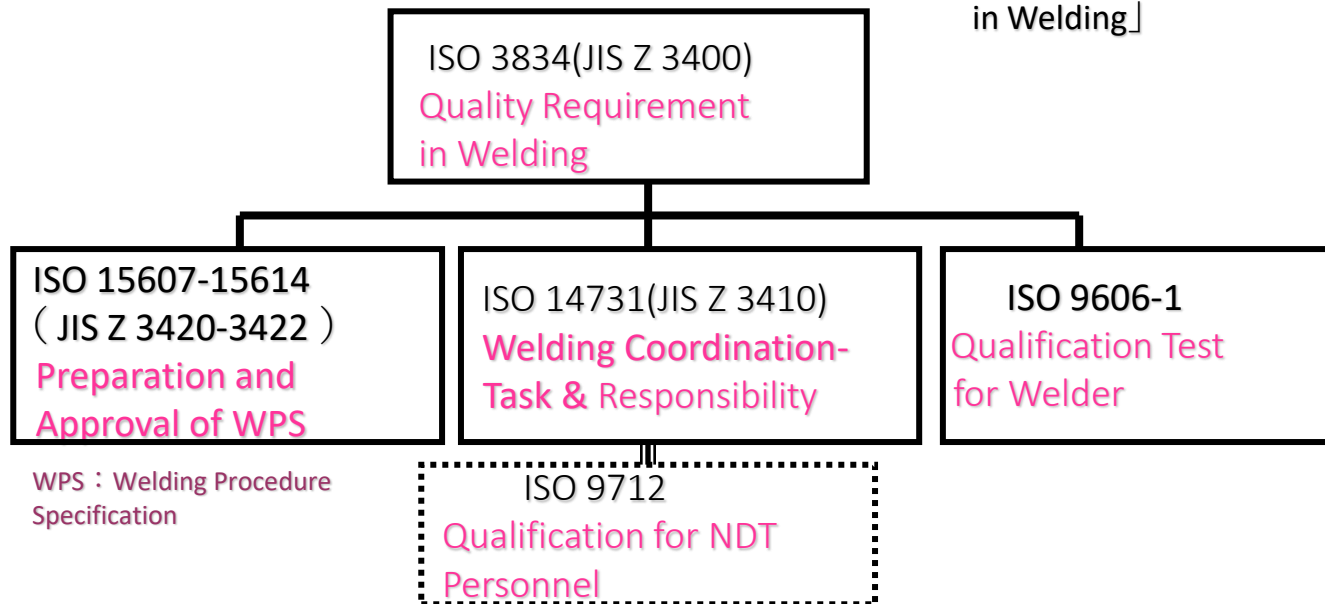 in Welding」
ISO 3834(JIS Z 3400)
Quality Requirement
in Welding
ISO 15607-15614
（ JIS Z 3420-3422 ）
Preparation and
Approval of WPS
ISO 14731(JIS Z 3410)
Welding Coordination-
Task & Responsibility
ISO 9606-1
Qualification Test
for Welder
WPS：Welding Procedure
Specification
ISO 9712
Qualification for NDT
Personnel